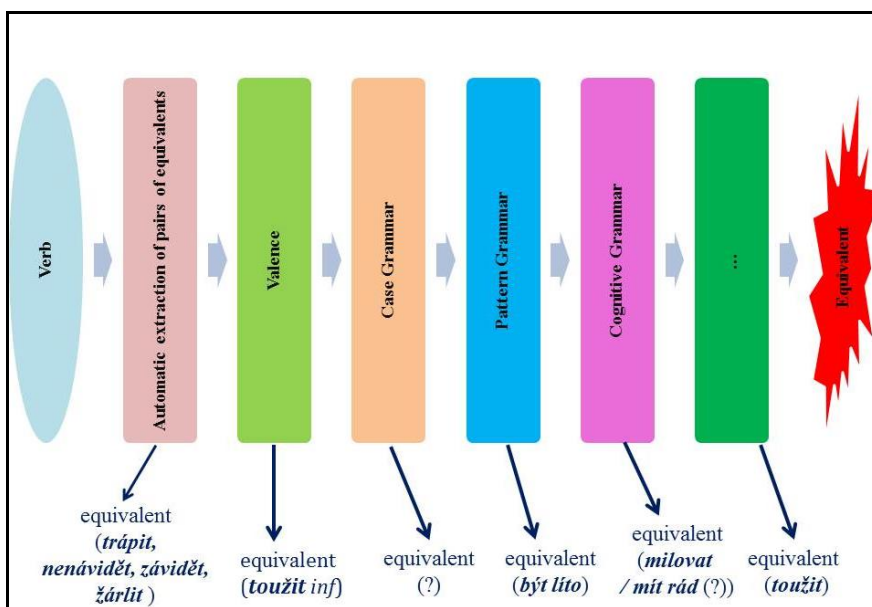 Verb
Automatic extraction of pairs of equivalents
Valence
Case Grammar
Pattern Grammar
Cognitive Grammar
...
Equivalent
equivalent
(trápit,
nenávidět, závidět,
žárlit )
equivalent
(toužit inf)
equivalent
(?)
equivalent
(být líto)
equivalent
(milovat
/ mít rád (?))
equivalent
(toužit)